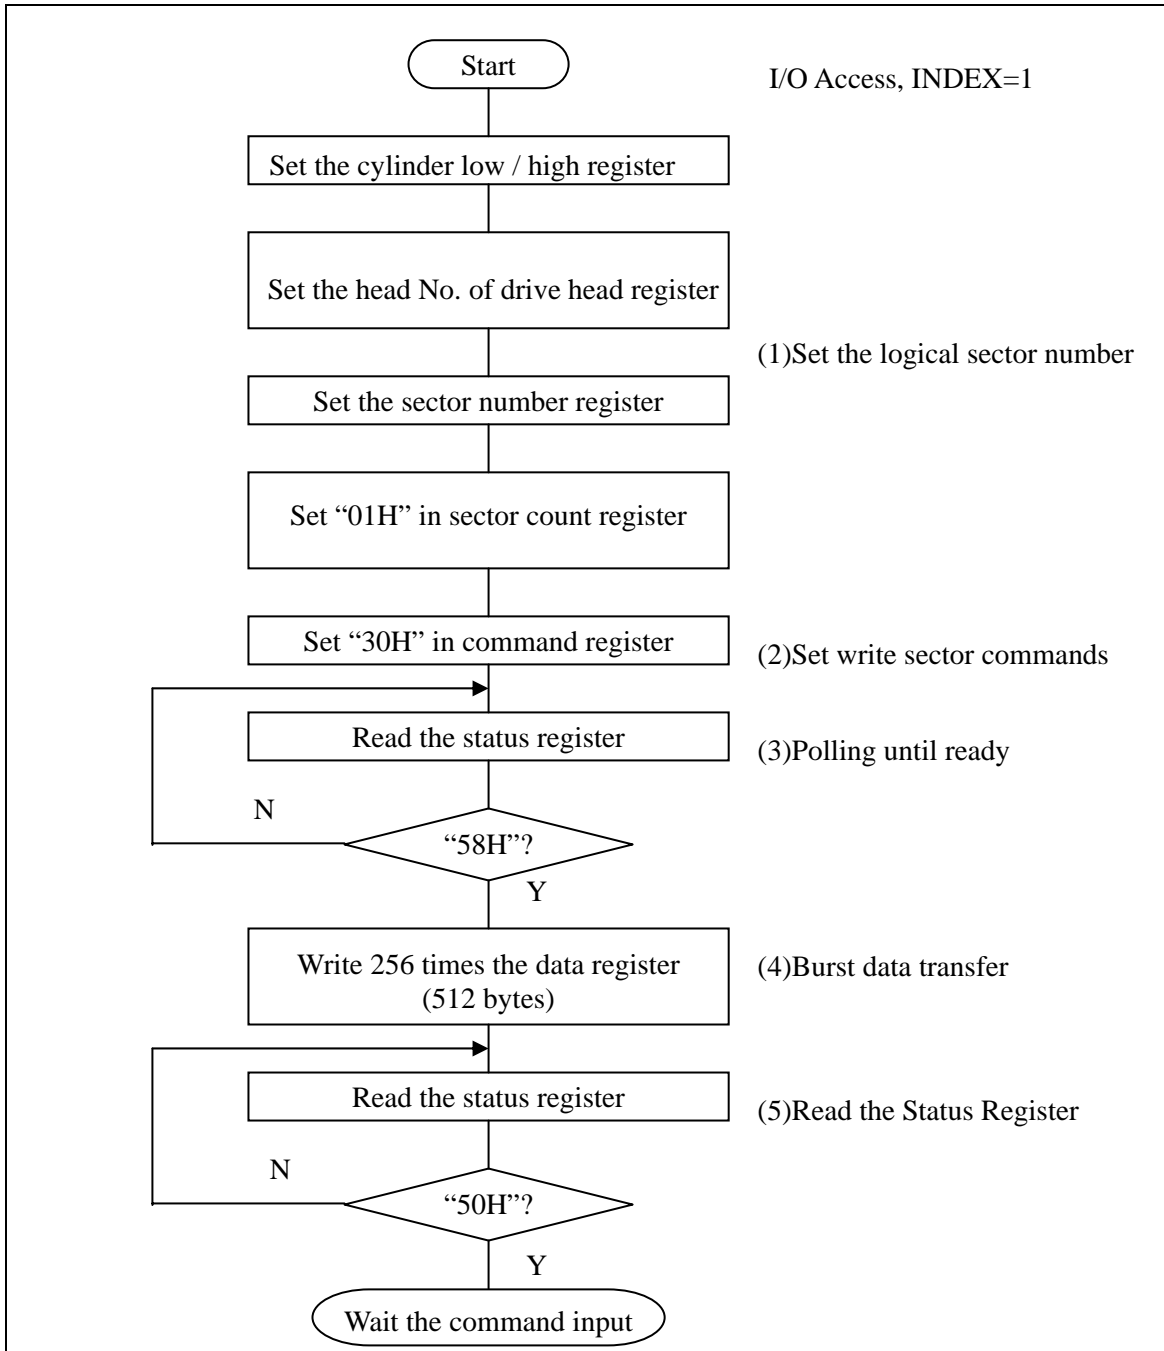 Start
I/O Access, INDEX=1
Set the cylinder low / high register
Set the head No. of drive head register
(1)Set the logical sector number
Set the sector number register
Set “01H” in sector count register
Set “30H” in command register
(2)Set write sector commands
Read the status register
(3)Polling until ready
N
“58H”?
Y
Write 256 times the data register
(512 bytes)
(4)Burst data transfer
Read the status register
(5)Read the Status Register
N
“50H”?
Y
Wait the command input